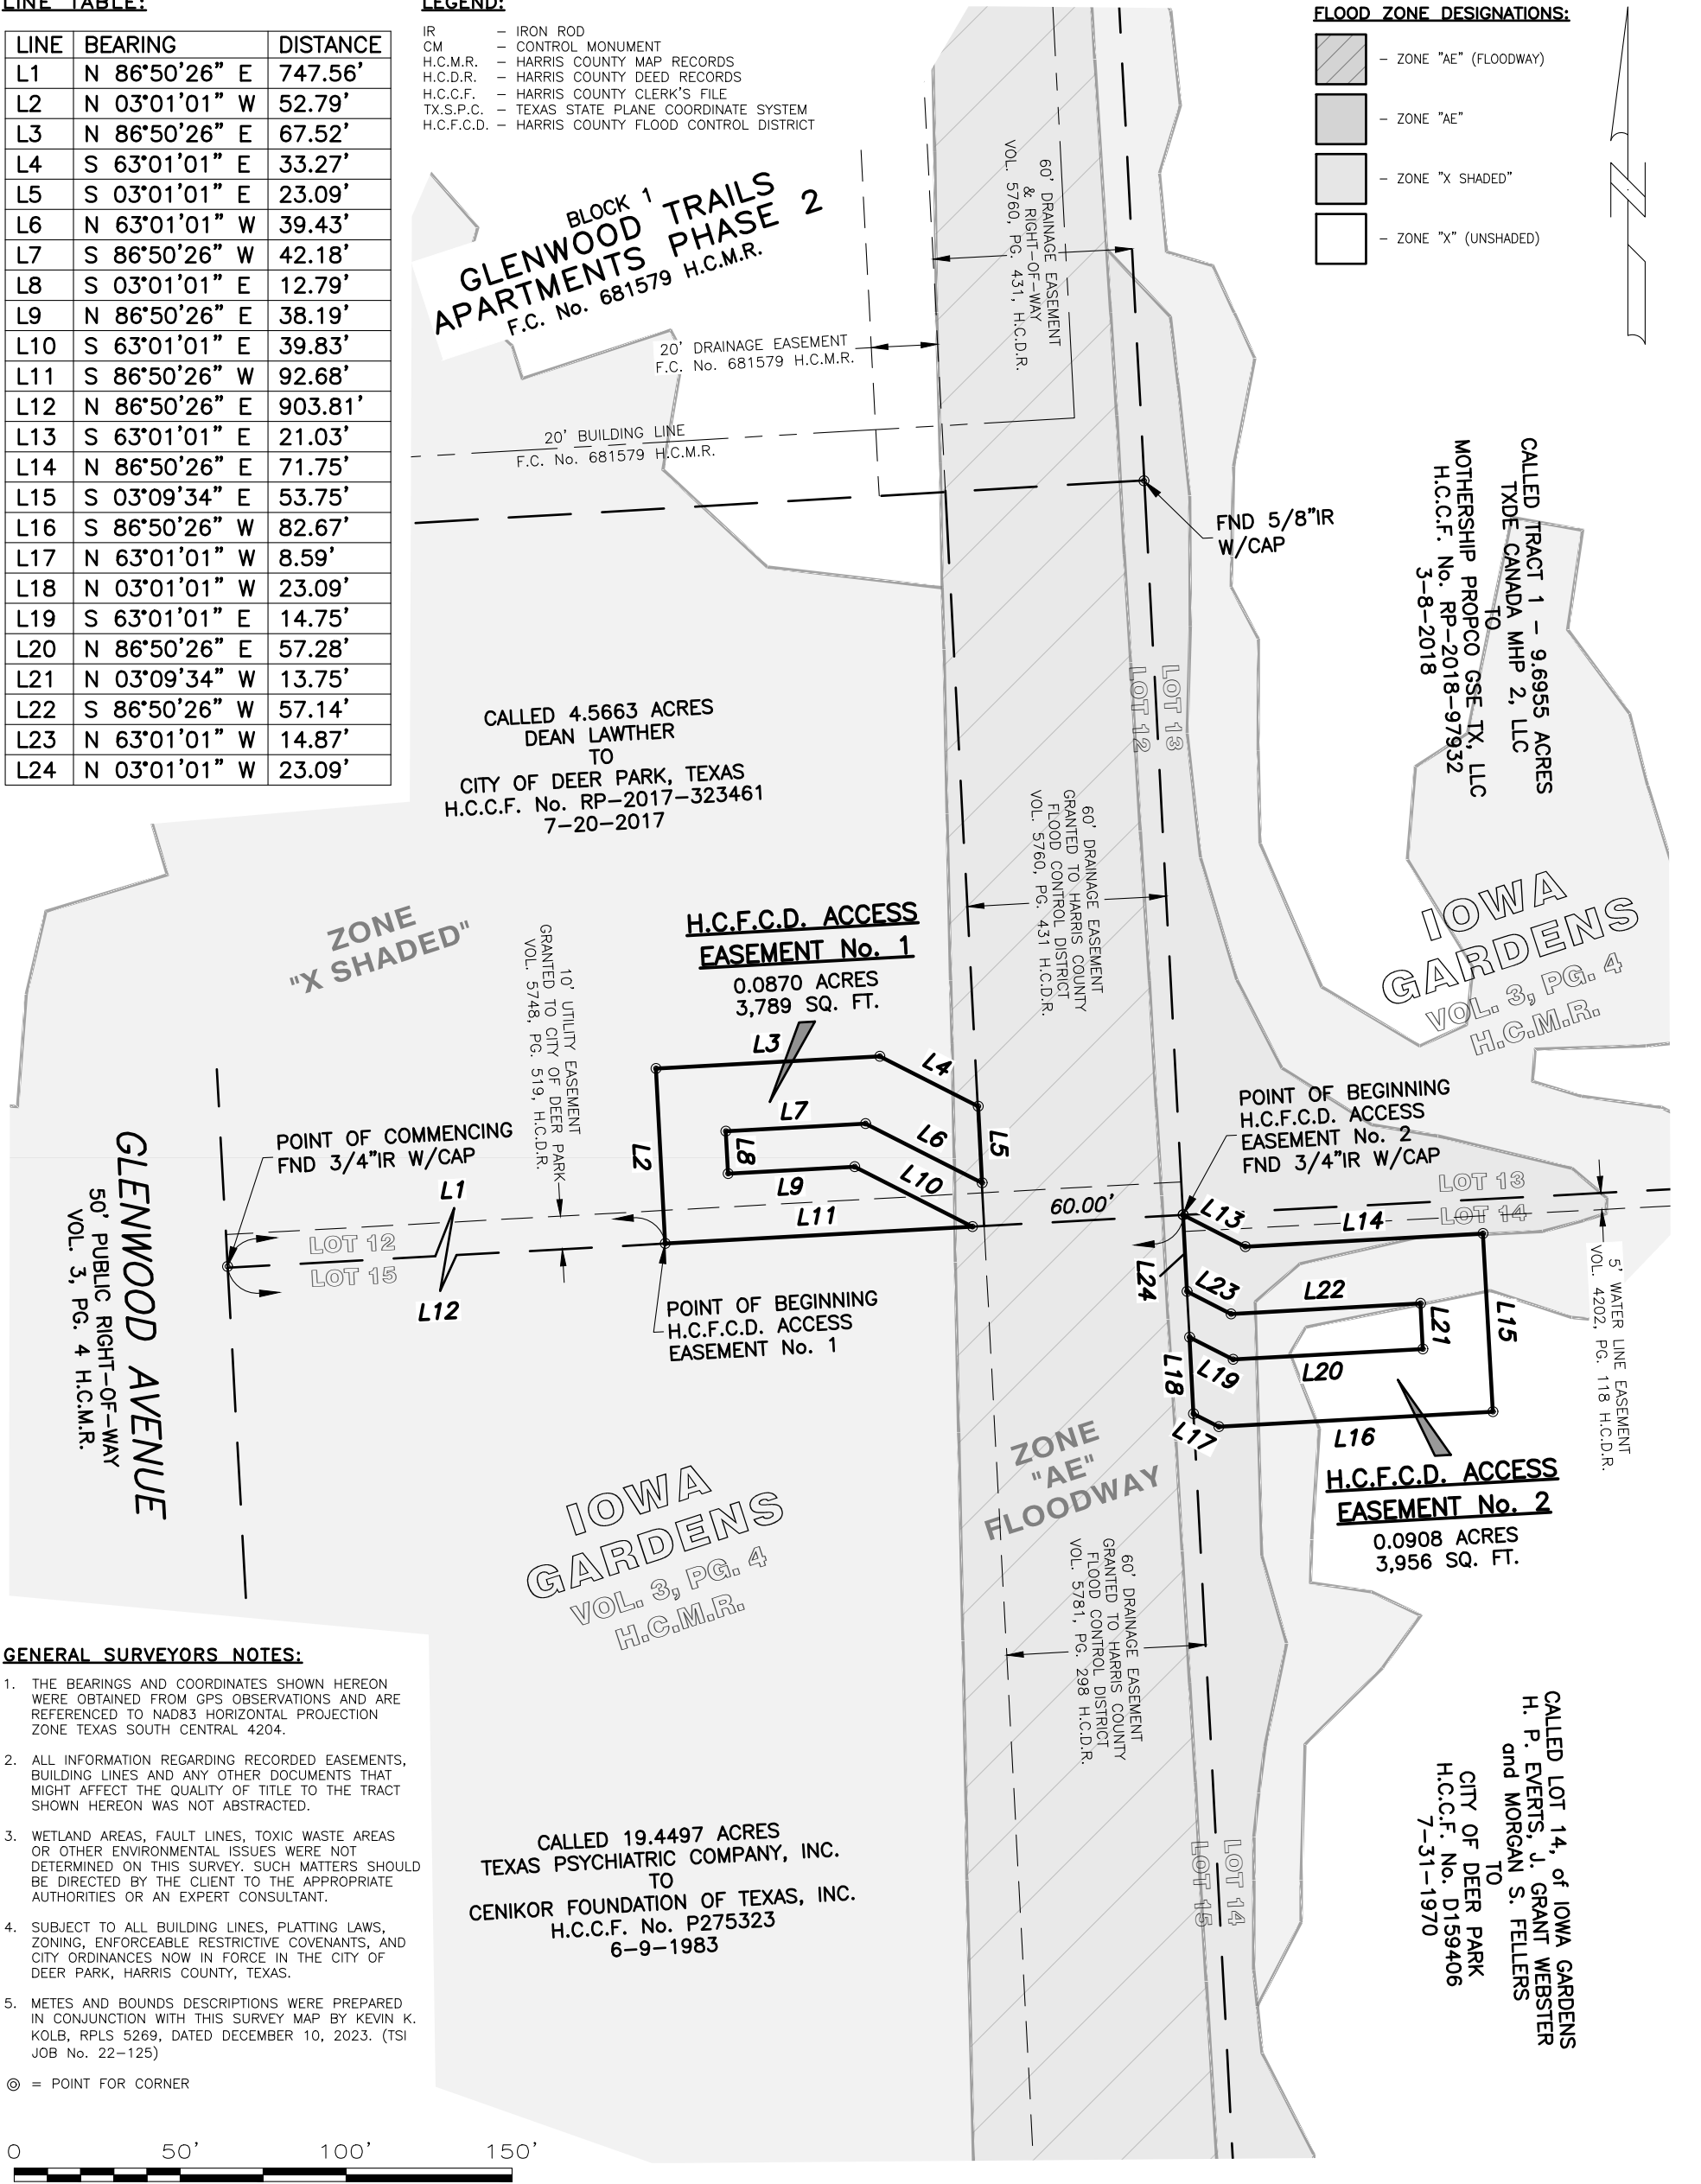 LINE TABLE:
LINE BEARING DISTANCE
L1 N 86°50'26" E 747.56'
L2 N 03°01'01" W 52.79'
L3 N 86°50'26" E 67.52'
L4 S 63°01'01" E 33.27'
L5 S 03°01'01" E 23.09'
L6 N 63°01'01" W 39.43'
L7 S 86°50'26" W 42.18'
L8 S 03°01'01" E 12.79'
L9 N 86°50'26" E 38.19'
L10 S 63°01'01" E 39.83'
L11 S 86°50'26" W 92.68'
L12 N 86°50'26" E 903.81'
L13 S 63°01'01" E 21.03'
L14 N 86°50'26" E 71.75'
L15 S 03°09'34" E 53.75'
L16 S 86°50'26" W 82.67'
L17 N 63°01'01" W 8.59'
L18 N 03°01'01" W 23.09'
L19 S 63°01'01" E 14.75'
L20 N 86°50'26" E 57.28'
L21 N 03°09'34" W 13.75'
L22 S 86°50'26" W 57.14'
L23 N 63°01'01" W 14.87'
L24 N 03°01'01" W 23.09'
LEGEND:
IR – IRON ROD
CM – CONTROL MONUMENT
H.C.M.R. – HARRIS COUNTY MAP RECORDS
H.C.D.R. – HARRIS COUNTY DEED RECORDS
H.C.C.F. – HARRIS COUNTY CLERK'S FILE
TX.S.P.C. – TEXAS STATE PLANE COORDINATE SYSTEM
H.C.F.C.D. – HARRIS COUNTY FLOOD CONTROL DISTRICT
FLOOD ZONE DESIGNATIONS:
– ZONE "AE" (FLOODWAY)
– ZONE "AE"
– ZONE "X SHADED"
– ZONE "X" (UNSHADED)
N
BLOCK 1
GLENWOOD TRAILS
APARTMENTS PHASE 2
F.C. No. 681579 H.C.M.R.
60' DRAINAGE EASEMENT
& RIGHT-OF-WAY
VOL. 5760, PG. 431, H.C.D.R.
20' DRAINAGE EASEMENT
F.C. No. 681579 H.C.M.R.
20' BUILDING LINE
F.C. No. 681579 H.C.M.R.
FND 5/8"IR
W/CAP
CALLED TRACT 1 – 9.6955 ACRES
TXDE CANADA MHP 2, LLC
TO
MOTHERSHIP PROPCO GSE TX, LLC
H.C.C.F. No. RP-2018-97932
3-8-2018
LOT 13
LOT 12
CALLED 4.5663 ACRES
DEAN LAWTHER
TO
CITY OF DEER PARK, TEXAS
H.C.C.F. No. RP-2017-323461
7-20-2017
60' DRAINAGE EASEMENT
GRANTED TO HARRIS COUNTY
FLOOD CONTROL DISTRICT
VOL. 5760, PG. 431 H.C.D.R.
IOWA
GARDENS
VOL. 3, PG. 4
H.C.M.R.
ZONE
"X SHADED"
10' UTILITY EASEMENT
GRANTED TO CITY OF DEER PARK
VOL. 5748, PG. 519, H.C.D.R.
H.C.F.C.D. ACCESS
EASEMENT No. 1
0.0870 ACRES
3,789 SQ. FT.
L3
L4
L7
L6
L5
L2
L8
L9
L10
L11
60.00'
POINT OF BEGINNING
H.C.F.C.D. ACCESS
EASEMENT No. 2
FND 3/4"IR W/CAP
LOT 13
LOT 14
POINT OF COMMENCING
FND 3/4"IR W/CAP
L1
LOT 12
LOT 15
L12
GLENWOOD AVENUE
50' PUBLIC RIGHT-OF-WAY
VOL. 3, PG. 4 H.C.M.R.
POINT OF BEGINNING
H.C.F.C.D. ACCESS
EASEMENT No. 1
L13
L14
L24
L23
L22
L21
L15
L18
L19
L20
L17
L16
5' WATER LINE EASEMENT
VOL. 4202, PG. 118 H.C.D.R.
H.C.F.C.D. ACCESS
EASEMENT No. 2
0.0908 ACRES
3,956 SQ. FT.
ZONE
"AE"
FLOODWAY
IOWA
GARDENS
VOL. 3, PG. 4
H.C.M.R.
60' DRAINAGE EASEMENT
GRANTED TO HARRIS COUNTY
FLOOD CONTROL DISTRICT
VOL. 5781, PG. 298 H.C.D.R.
CALLED LOT 14, of IOWA GARDENS
H. P. EVERTS, J. GRANT WEBSTER
and MORGAN S. FELLERS
TO
CITY OF DEER PARK
H.C.C.F. No. D159406
7-31-1970
LOT 14
LOT 15
CALLED 19.4497 ACRES
TEXAS PSYCHIATRIC COMPANY, INC.
TO
CENIKOR FOUNDATION OF TEXAS, INC.
H.C.C.F. No. P275323
6-9-1983
GENERAL SURVEYORS NOTES:
1. THE BEARINGS AND COORDINATES SHOWN HEREON
WERE OBTAINED FROM GPS OBSERVATIONS AND ARE
REFERENCED TO NAD83 HORIZONTAL PROJECTION
ZONE TEXAS SOUTH CENTRAL 4204.
2. ALL INFORMATION REGARDING RECORDED EASEMENTS,
BUILDING LINES AND ANY OTHER DOCUMENTS THAT
MIGHT AFFECT THE QUALITY OF TITLE TO THE TRACT
SHOWN HEREON WAS NOT ABSTRACTED.
3. WETLAND AREAS, FAULT LINES, TOXIC WASTE AREAS
OR OTHER ENVIRONMENTAL ISSUES WERE NOT
DETERMINED ON THIS SURVEY. SUCH MATTERS SHOULD
BE DIRECTED BY THE CLIENT TO THE APPROPRIATE
AUTHORITIES OR AN EXPERT CONSULTANT.
4. SUBJECT TO ALL BUILDING LINES, PLATTING LAWS,
ZONING, ENFORCEABLE RESTRICTIVE COVENANTS, AND
CITY ORDINANCES NOW IN FORCE IN THE CITY OF
DEER PARK, HARRIS COUNTY, TEXAS.
5. METES AND BOUNDS DESCRIPTIONS WERE PREPARED
IN CONJUNCTION WITH THIS SURVEY MAP BY KEVIN K.
KOLB, RPLS 5269, DATED DECEMBER 10, 2023. (TSI
JOB No. 22-125)
◎ = POINT FOR CORNER
0 50' 100' 150'